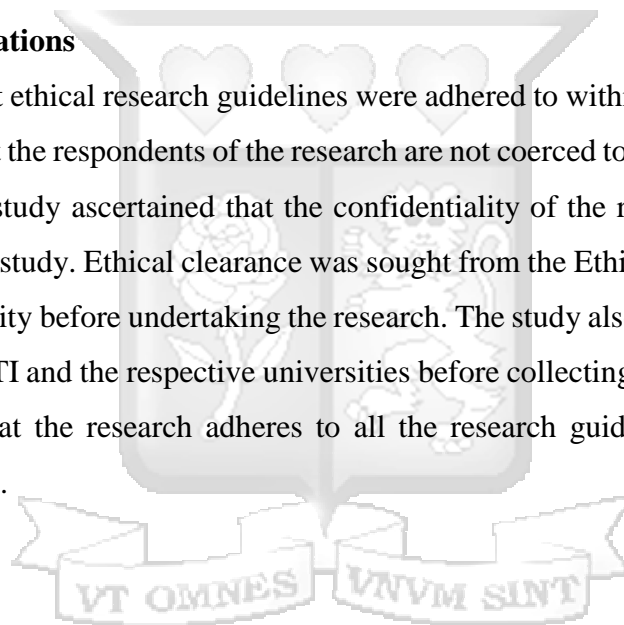 ations
t ethical research guidelines were adhered to with
t the respondents of the research are not coerced to
study ascertained that the confidentiality of the r
study. Ethical clearance was sought from the Ethi
ity before undertaking the research. The study als
TI and the respective universities before collecting
at the research adheres to all the research guid
.
VT OMNES VNVM SINT